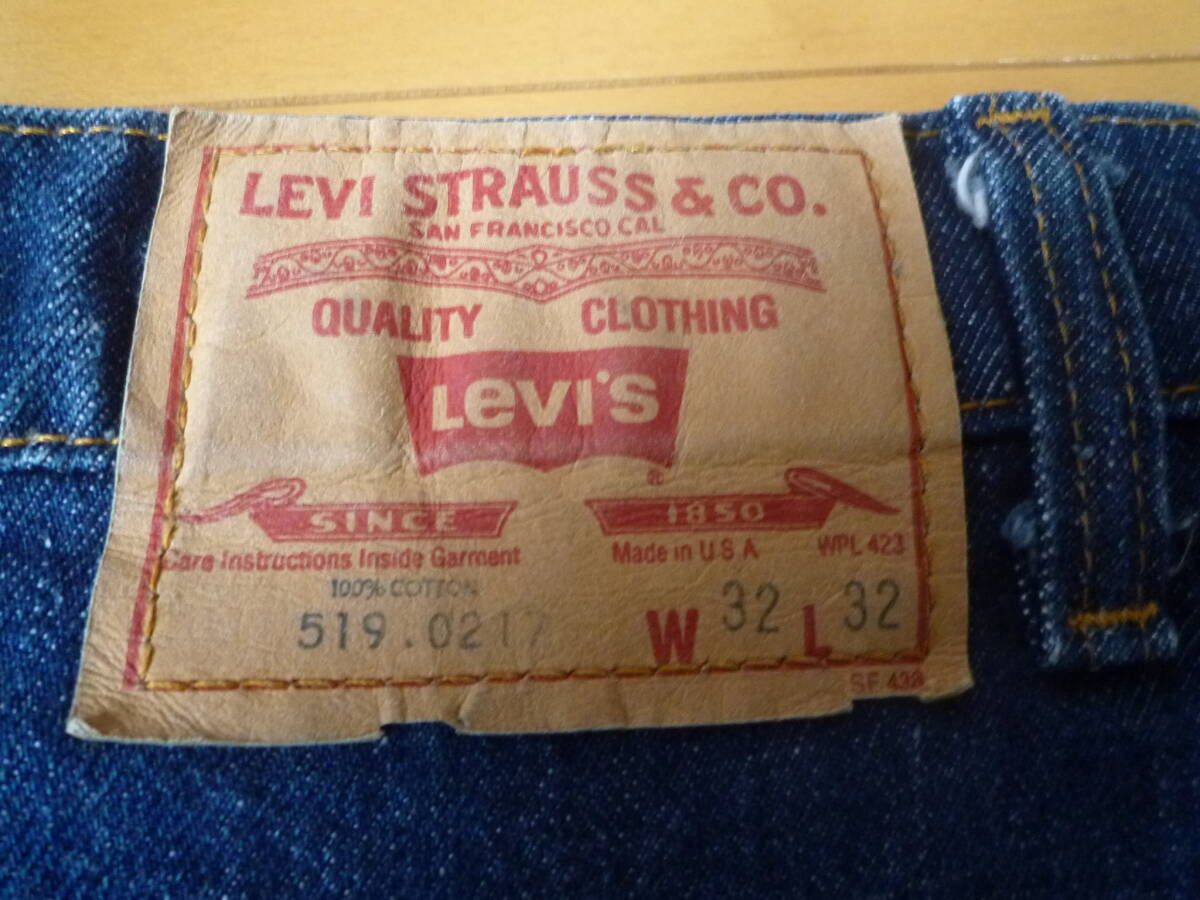 LEVI STRAUSS & CO.
SAN FRANCISCO CAL
QUALITY CLOTHING
LEVI'S
®
SINCE 1850
Care Instructions Inside Garment Made in U S A WPL 423
100% COTTON
519.0217 W 32 L 32
SF 438